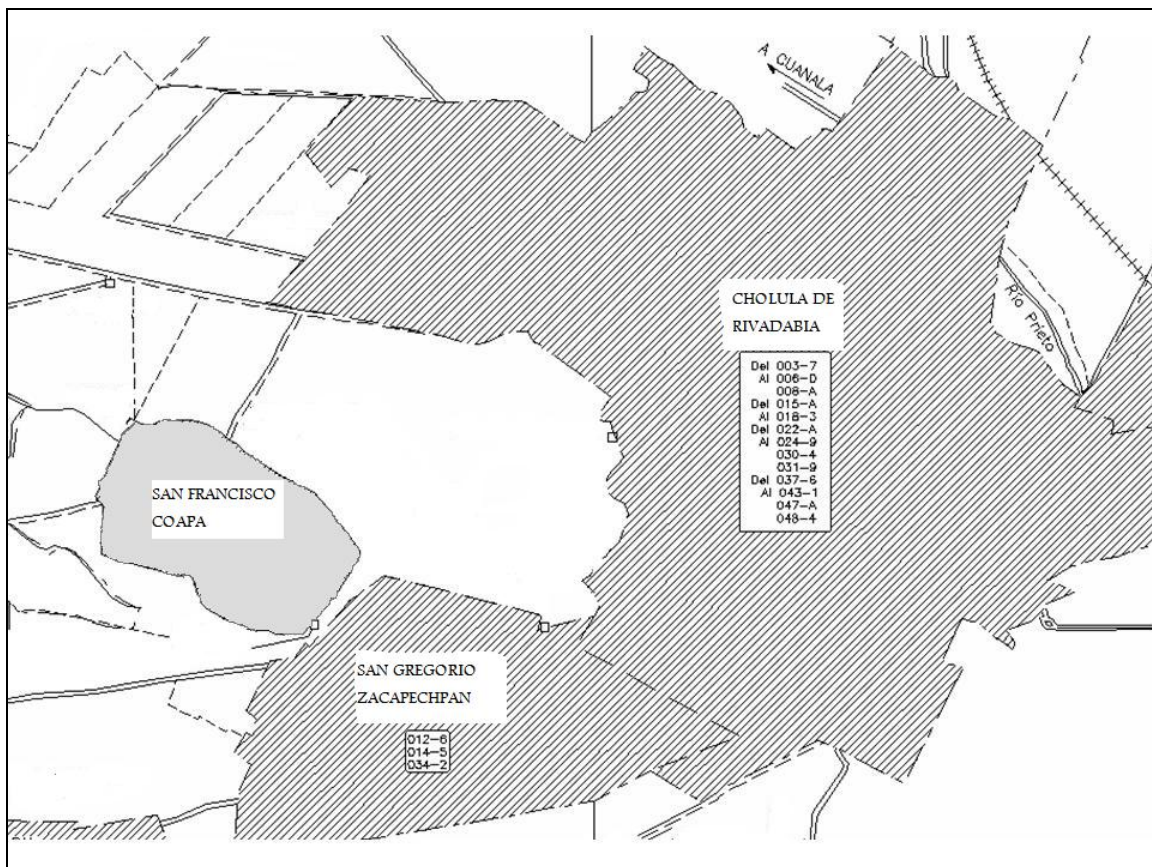 A CUANALA
Río Prieto
CHOLULA DE
RIVADABIA
Del 003-7
Al 006-D
008-A
Del 015-A
Al 018-3
Del 022-A
Al 024-9
030-4
031-9
Del 037-6
Al 043-1
047-A
048-4
SAN FRANCISCO
COAPA
SAN GREGORIO
ZACAPECHPAN
012-6
014-5
034-2